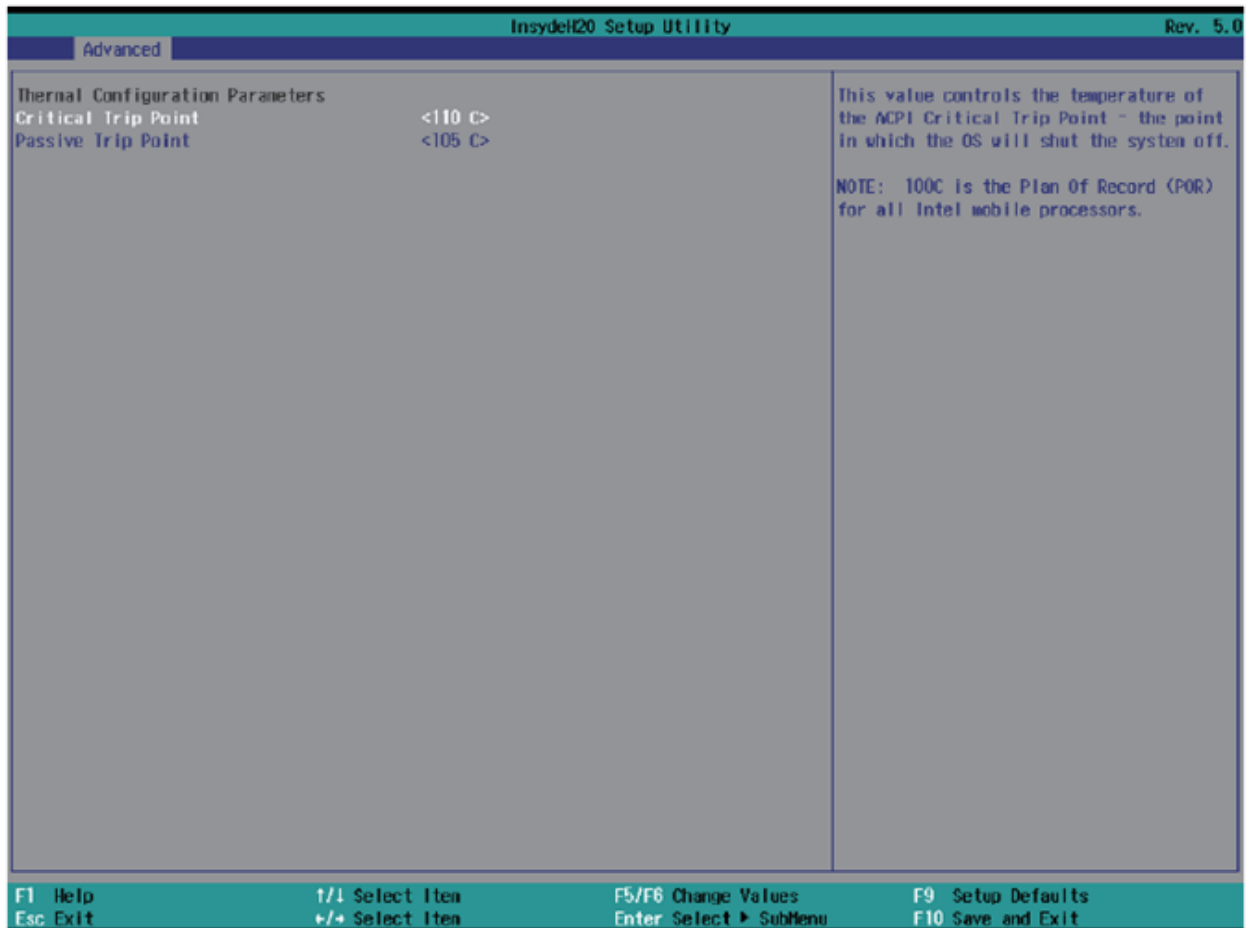 InsydeH20 Setup Utility Rev. 5.0
Advanced
Thermal Configuration Parameters
Critical Trip Point <110 C>
Passive Trip Point <105 C>
This value controls the temperature of
the ACPI Critical Trip Point - the point
in which the OS will shut the system off.
NOTE: 100C is the Plan Of Record (POR)
for all Intel mobile processors.
F1 Help ↑/↓ Select Item F5/F6 Change Values F9 Setup Defaults
Esc Exit ←/→ Select Item Enter Select ▶ SubMenu F10 Save and Exit